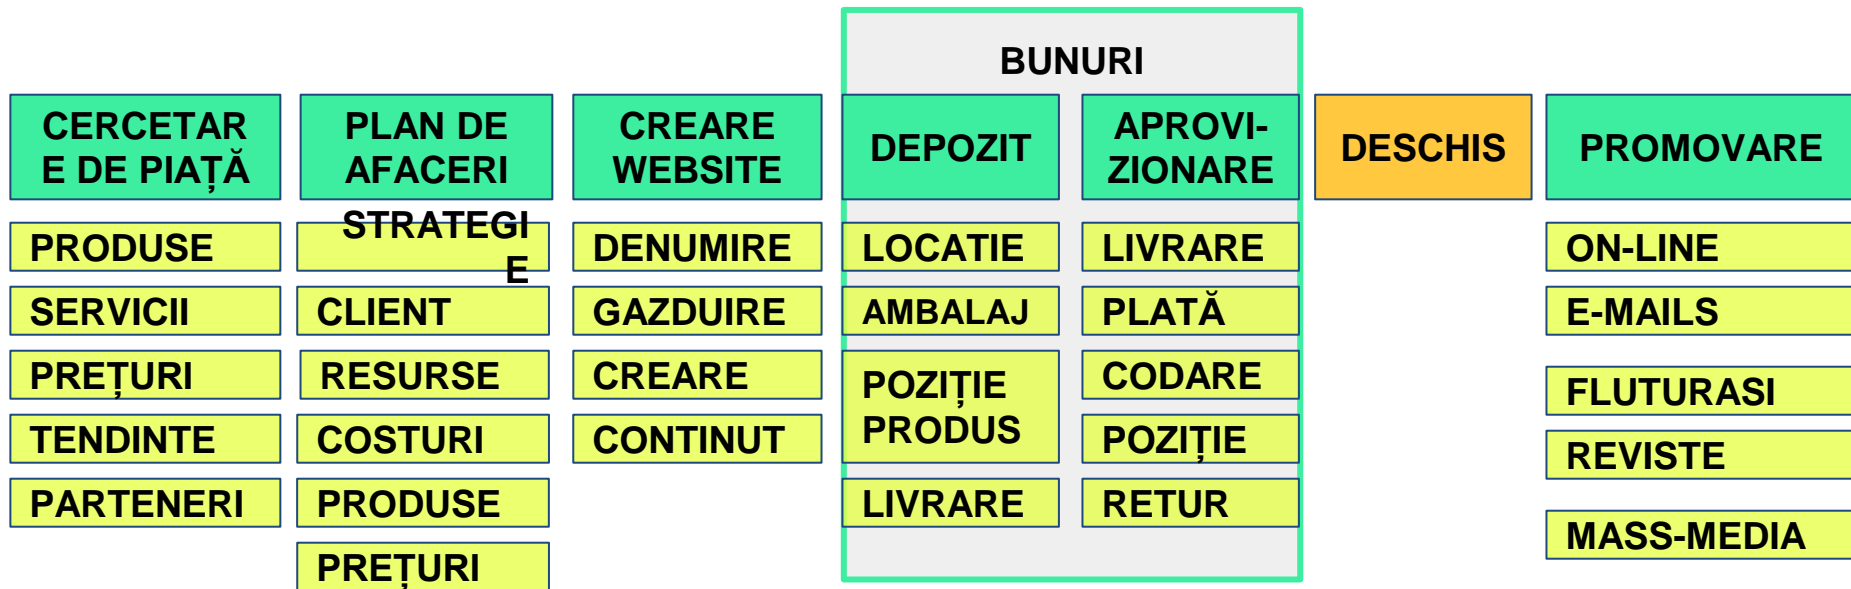 BUNURI
CERCETAR
E DE PIAȚĂ
PLAN DE
AFACERI
CREARE
WEBSITE
DEPOZIT
APROVI-
ZIONARE
DESCHIS
PROMOVARE
PRODUSE
SERVICII
PREȚURI
TENDINTE
PARTENERI
STRATEGI
E
CLIENT
RESURSE
COSTURI
PRODUSE
PREȚURI
DENUMIRE
GAZDUIRE
CREARE
CONTINUT
LOCATIE
AMBALAJ
POZIȚIE
PRODUS
LIVRARE
LIVRARE
PLATĂ
CODARE
POZIȚIE
RETUR
ON-LINE
E-MAILS
FLUTURASI
REVISTE
MASS-MEDIA